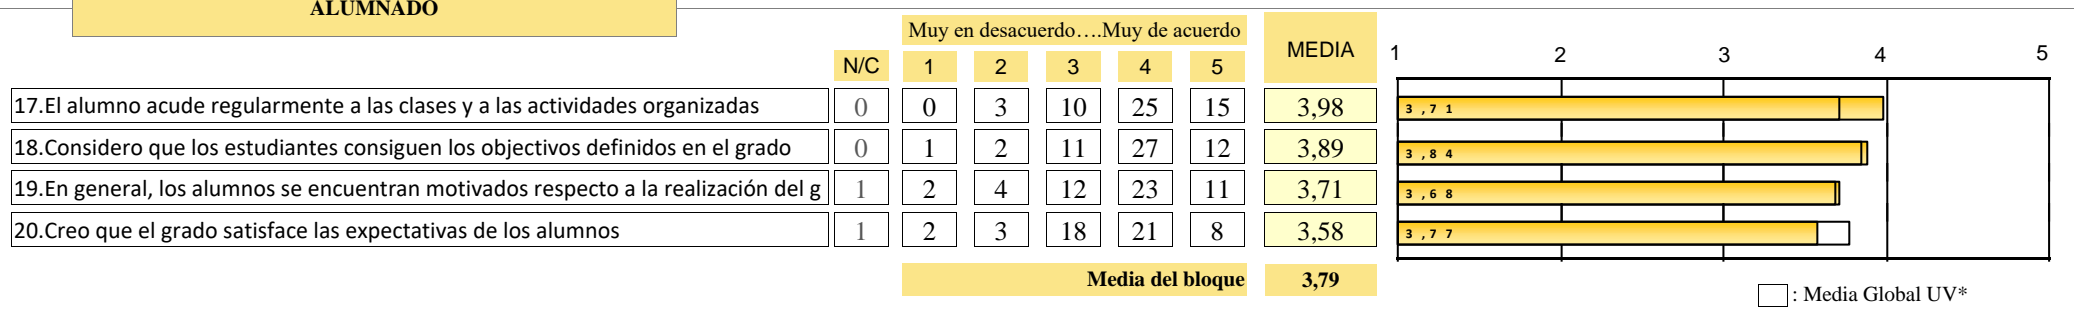 ALUMNADO
Muy en desacuerdo….Muy de acuerdo
MEDIA
N/C 1 2 3 4 5
1 2 3 4 5
17.El alumno acude regularmente a las clases y a las actividades organizadas 0 0 3 10 25 15 3,98 3,71
18.Considero que los estudiantes consiguen los objectivos definidos en el grado 0 1 2 11 27 12 3,89 3,84
19.En general, los alumnos se encuentran motivados respecto a la realización del g 1 2 4 12 23 11 3,71 3,68
20.Creo que el grado satisface las expectativas de los alumnos 1 2 3 18 21 8 3,58 3,77
Media del bloque 3,79
: Media Global UV*